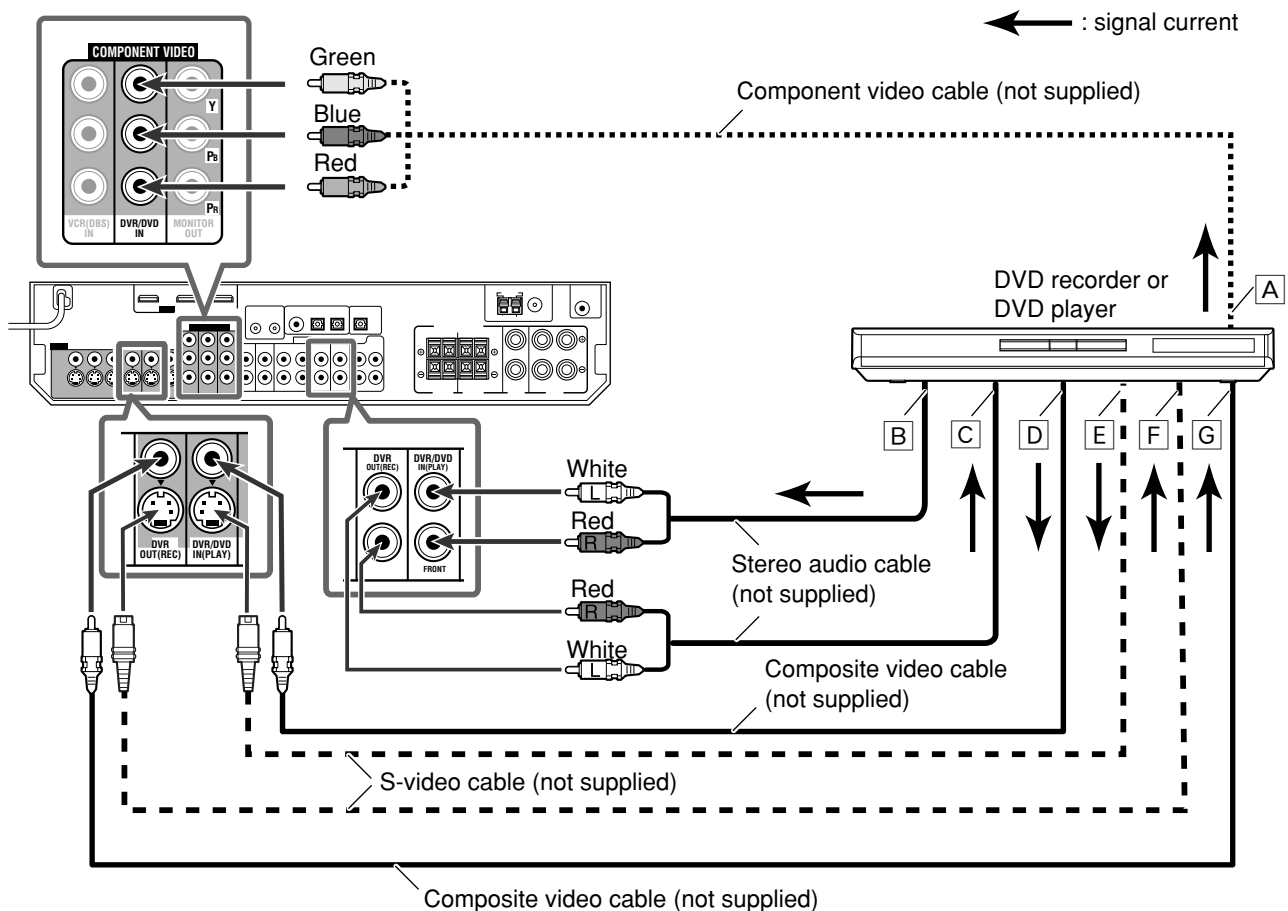 : signal current
COMPONENT VIDEO
Y
PB
PR
VCR(DBS)
IN
DVR/DVD
IN
MONITOR
OUT
Green
Blue
Red
Component video cable (not supplied)
DVD recorder or
DVD player
A
B
C
D
E
F
G
DVR
OUT(REC)
DVR/DVD
IN(PLAY)
DVR
OUT(REC)
DVR/DVD
IN(PLAY)
FRONT
White
L
Red
R
Stereo audio cable
(not supplied)
Red
R
White
L
Composite video cable
(not supplied)
S-video cable (not supplied)
Composite video cable (not supplied)